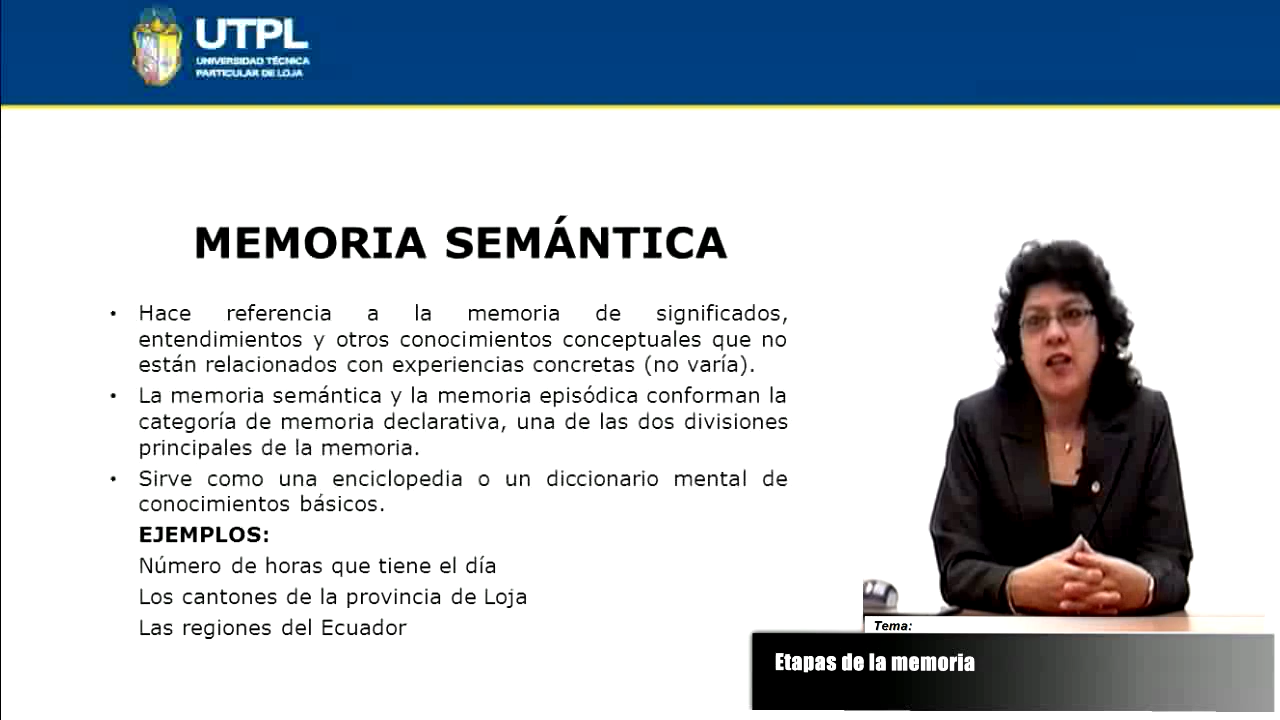 UTPL
UNIVERSIDAD TÉCNICA
PARTICULAR DE LOJA
MEMORIA SEMÁNTICA
• Hace referencia a la memoria de significados,
entendimientos y otros conocimientos conceptuales que no
están relacionados con experiencias concretas (no varía).
• La memoria semántica y la memoria episódica conforman la
categoría de memoria declarativa, una de las dos divisiones
principales de la memoria.
• Sirve como una enciclopedia o un diccionario mental de
conocimientos básicos.
EJEMPLOS:
Número de horas que tiene el día
Los cantones de la provincia de Loja
Las regiones del Ecuador
Tema:
Etapas de la memoria